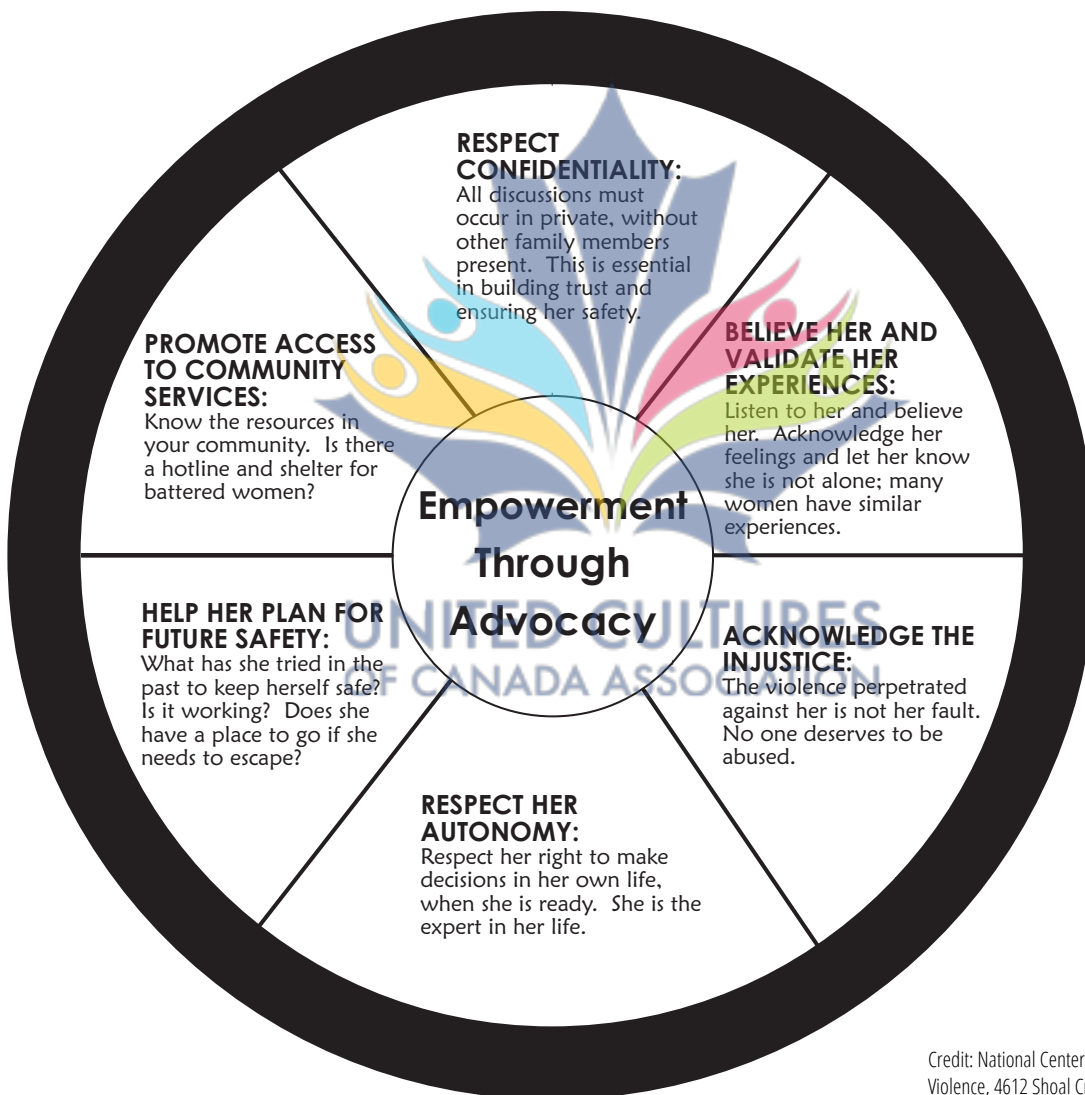 RESPECT
CONFIDENTIALITY:
All discussions must
occur in private, without
other family members
present. This is essential
in building trust and
ensuring her safety.
BELIEVE HER AND
VALIDATE HER
EXPERIENCES:
Listen to her and believe
her. Acknowledge her
feelings and let her know
she is not alone; many
women have similar
experiences.
ACKNOWLEDGE THE
INJUSTICE:
The violence perpetrated
against her is not her fault.
No one deserves to be
abused.
RESPECT HER
AUTONOMY:
Respect her right to make
decisions in her own life,
when she is ready. She is the
expert in her life.
HELP HER PLAN FOR
FUTURE SAFETY:
What has she tried in the
past to keep herself safe?
Is it working? Does she
have a place to go if she
needs to escape?
PROMOTE ACCESS
TO COMMUNITY
SERVICES:
Know the resources in
your community. Is there
a hotline and shelter for
battered women?
Empowerment
Through
Advocacy
UNITED CULTURES
OF CANADA ASSOCIATION
Credit: National Center
Violence, 4612 Shoal